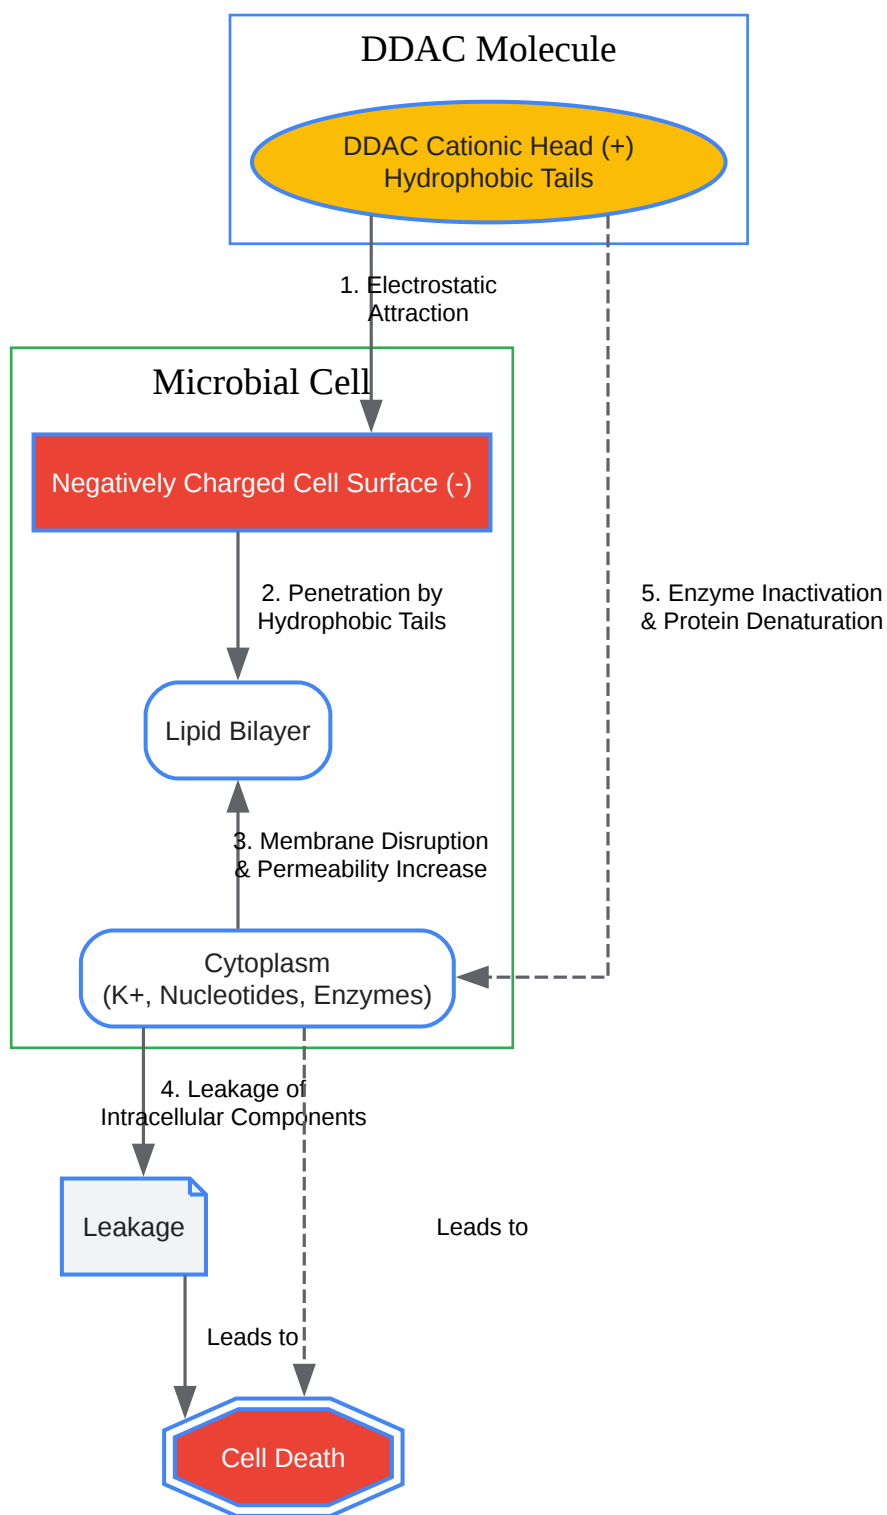 DDAC Molecule
DDAC Cationic Head (+)
Hydrophobic Tails
1. Electrostatic
Attraction
Microbial Cell
Negatively Charged Cell Surface (-)
2. Penetration by
Hydrophobic Tails
5. Enzyme Inactivation
& Protein Denaturation
Lipid Bilayer
3. Membrane Disruption
& Permeability Increase
Cytoplasm
(K+, Nucleotides, Enzymes)
4. Leakage of
Intracellular Components
Leakage
Leads to
Leads to
Cell Death